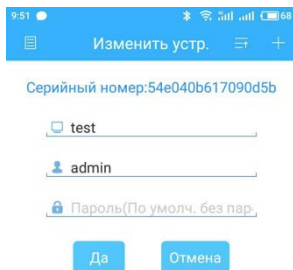 9:51 68
Изменить устр.
Серийный номер:54e040b617090d5b
test
admin
Пароль(По умолч. без пар
Да Отмена